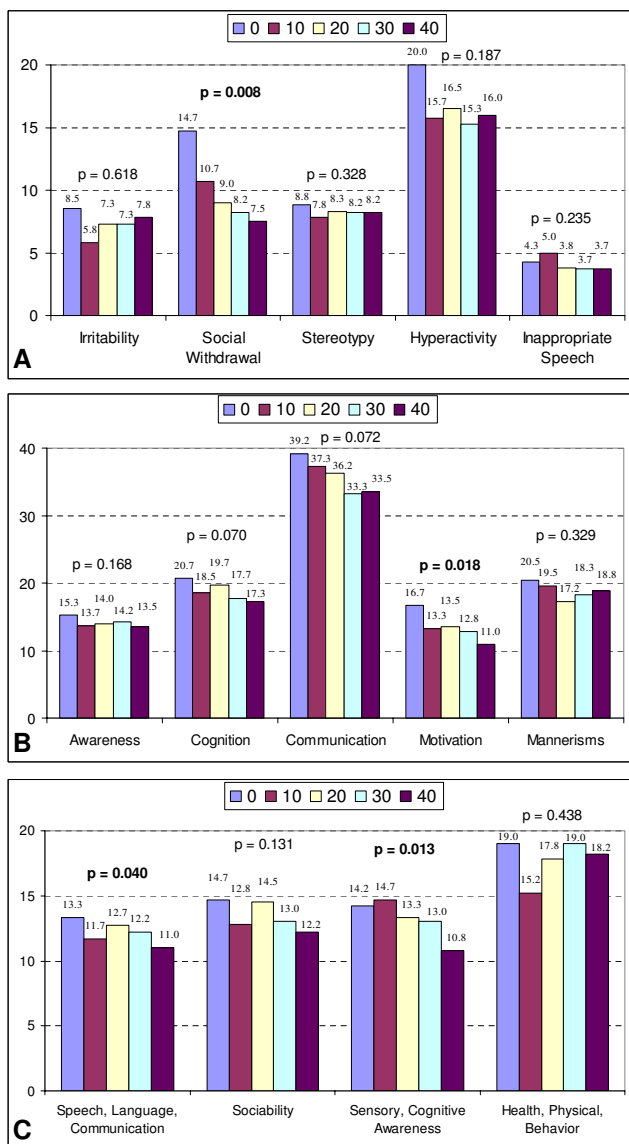 0 10 20 30 40
20
15
10
5
0
p = 0.618
8.5 5.8 7.3 7.3 7.8
p = 0.008
14.7 10.7 9.0 8.2 7.5
p = 0.328
8.8 7.8 8.3 8.2 8.2
p = 0.187
20.0 15.7 16.5 15.3 16.0
p = 0.235
4.3 5.0 3.8 3.7 3.7
Irritability
Social
Withdrawal
Stereotypy
Hyperactivity
Inappropriate
Speech
A
0 10 20 30 40
40
30
20
10
0
p = 0.168
15.3 13.7 14.0 14.2 13.5
p = 0.070
20.7 18.5 19.7 17.7 17.3
p = 0.072
39.2 37.3 36.2 33.3 33.5
p = 0.018
16.7 13.3 13.5 12.8 11.0
p = 0.329
20.5 19.5 17.2 18.3 18.8
Awareness
Cognition
Communication
Motivation
Mannerisms
B
0 10 20 30 40
20
15
10
5
0
p = 0.040
13.3 11.7 12.7 12.2 11.0
p = 0.131
14.7 12.8 14.5 13.0 12.2
p = 0.013
14.2 14.7 13.3 13.0 10.8
p = 0.438
19.0 15.2 17.8 19.0 18.2
Speech, Language,
Communication
Sociability
Sensory, Cognitive
Awareness
Health, Physical,
Behavior
C